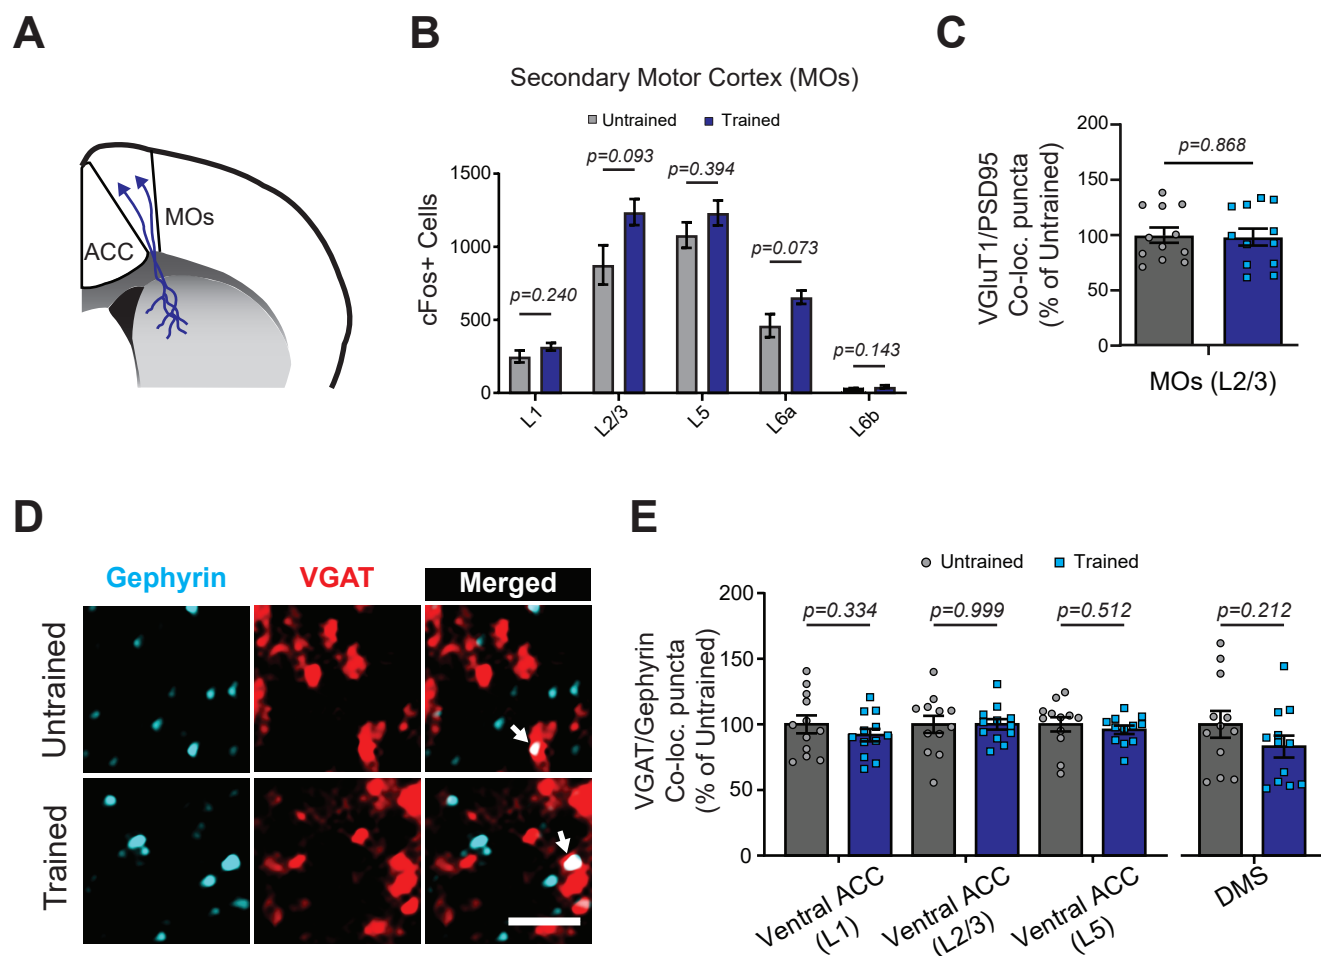 A
MOs
ACC
B
Secondary Motor Cortex (MOs)
Untrained
Trained
cFos+ Cells
1500
1000
500
0
p=0.240
p=0.093
p=0.394
p=0.073
p=0.143
L1
L2/3
L5
L6a
L6b
C
VGluT1/PSD95
Co-loc. puncta
(% of Untrained)
200
150
100
50
0
p=0.868
MOs (L2/3)
D
Gephyrin
VGAT
Merged
Untrained
Trained
E
Untrained
Trained
VGAT/Gephyrin
Co-loc. puncta
(% of Untrained)
200
150
100
50
0
p=0.334
p=0.999
p=0.512
p=0.212
Ventral ACC
(L1)
Ventral ACC
(L2/3)
Ventral ACC
(L5)
DMS